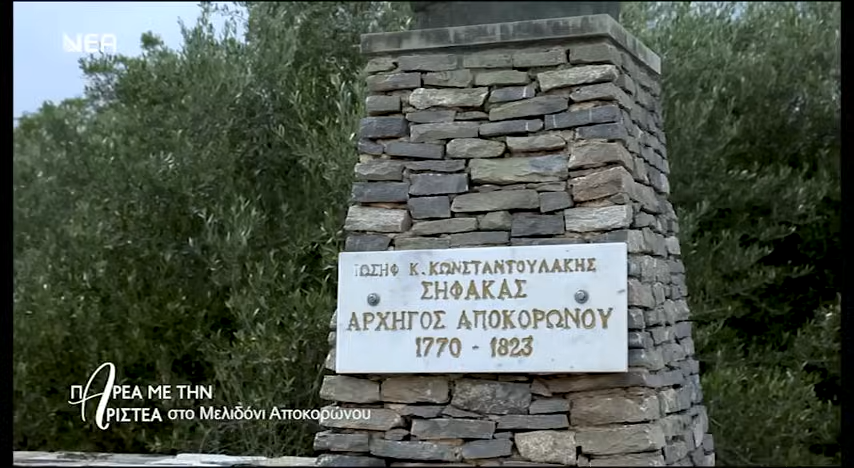 ΝΕΑ
ΙΩΣΗΦ Κ. ΚΩΝΣΤΑΝΤΟΥΛΑΚΗΣ
ΣΗΦΑΚΑΣ
ΑΡΧΗΓΟΣ ΑΠΟΚΟΡΩΝΟΥ
1770 - 1823
ΠΑΡΕΑ ΜΕ ΤΗΝ
ΑΡΙΣΤΕΑ στο Μελιδόνι Αποκορώνου